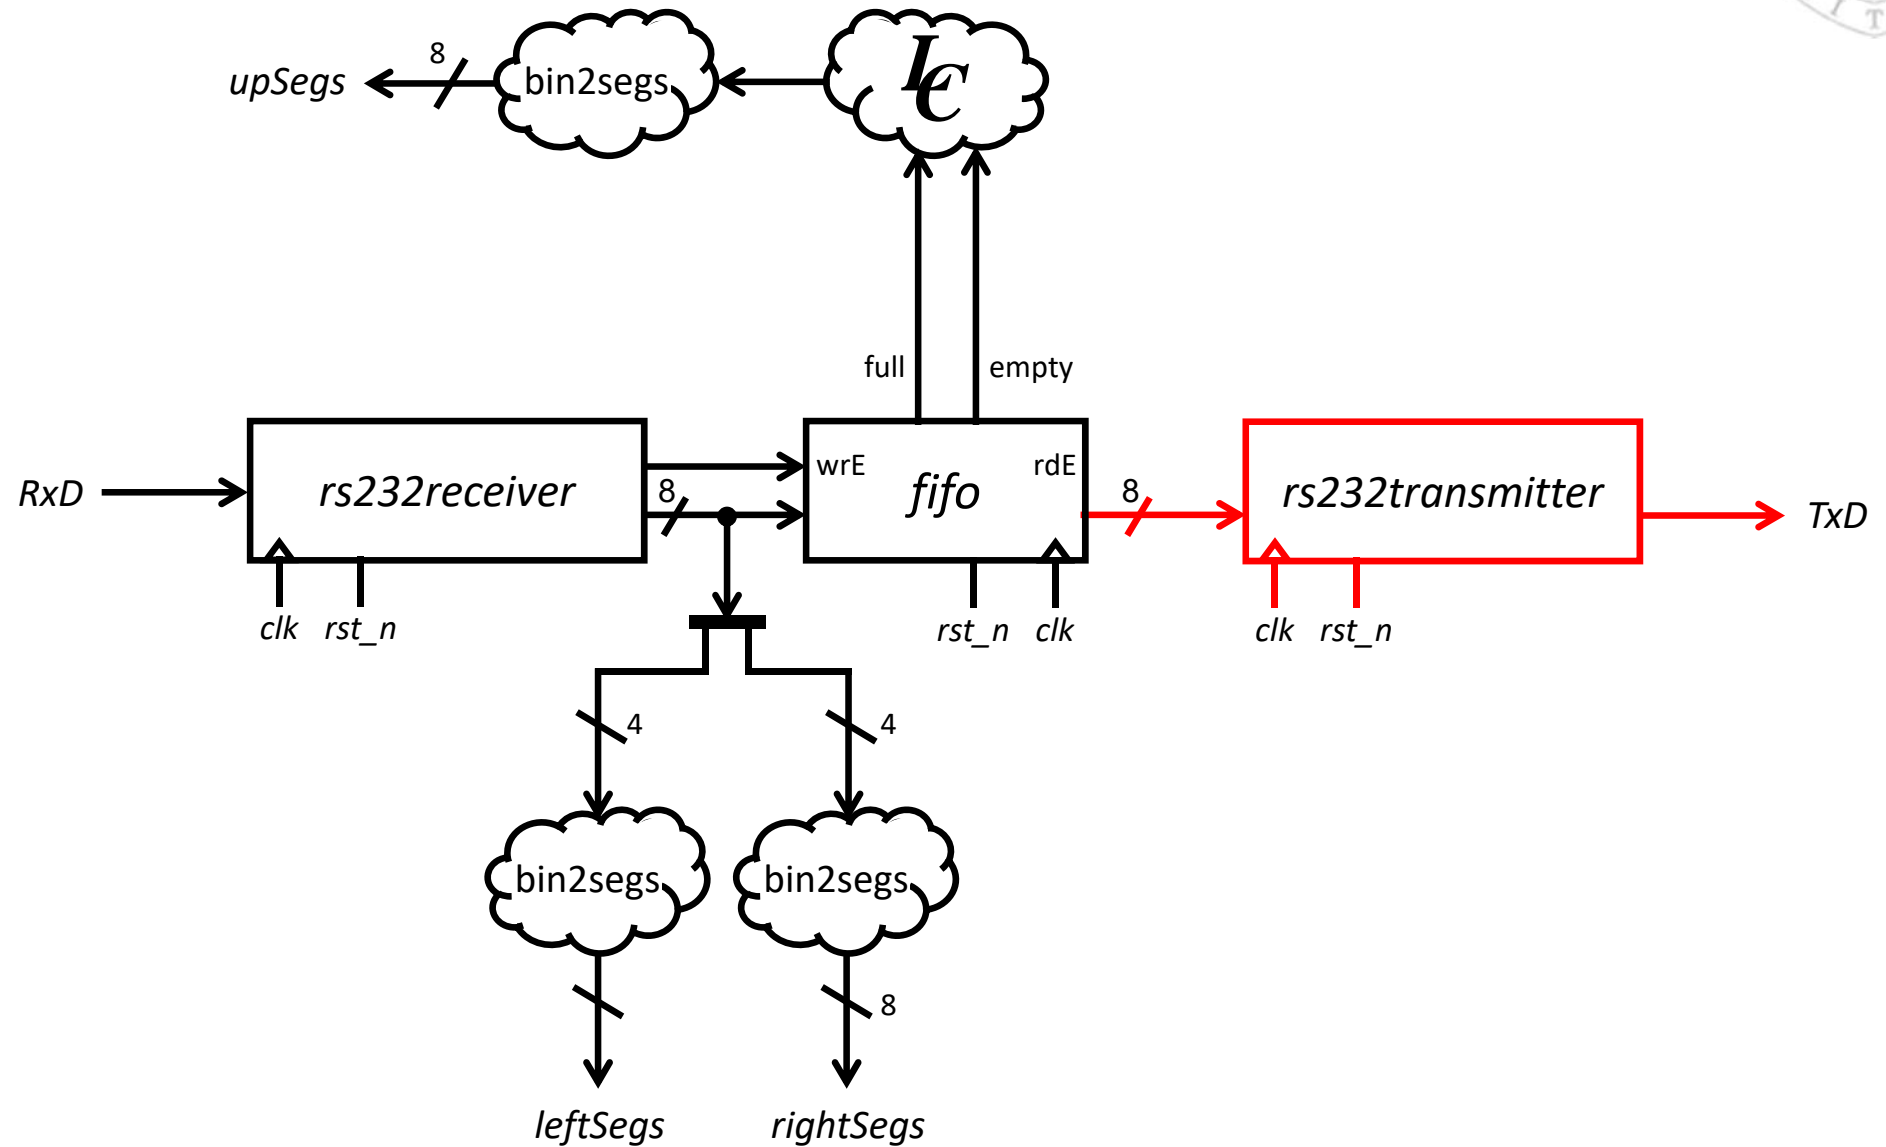 8
upSegs
bin2segs
LC
full
empty
RxD
rs232receiver
8
wrE
fifo
rdE
8
rs232transmitter
TxD
clk
rst_n
rst_n
clk
clk
rst_n
4
4
bin2segs
bin2segs
8
leftSegs
rightSegs